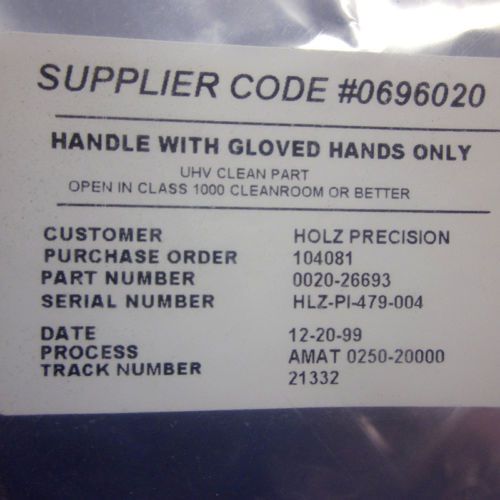 SUPPLIER CODE #0696020
HANDLE WITH GLOVED HANDS ONLY
UHV CLEAN PART
OPEN IN CLASS 1000 CLEANROOM OR BETTER
CUSTOMER HOLZ PRECISION
PURCHASE ORDER 104081
PART NUMBER 0020-26693
SERIAL NUMBER HLZ-PI-479-004
DATE 12-20-99
PROCESS AMAT 0250-20000
TRACK NUMBER 21332